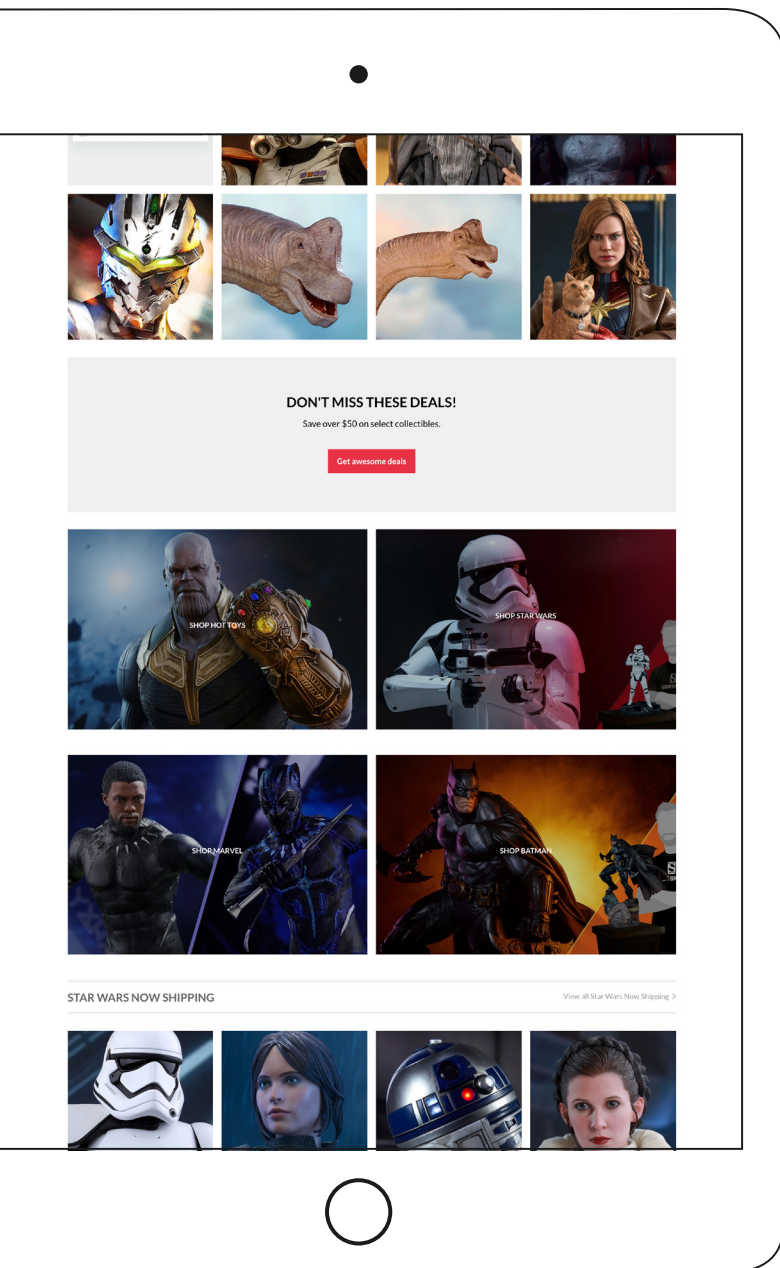 DON'T MISS THESE DEALS!
Save over $50 on select collectibles.
Get awesome deals
SHOP HOT TOYS
SHOP STAR WARS
SHOP MARVEL
SHOP BATMAN
STAR WARS NOW SHIPPING
View all Star Wars Now Shipping